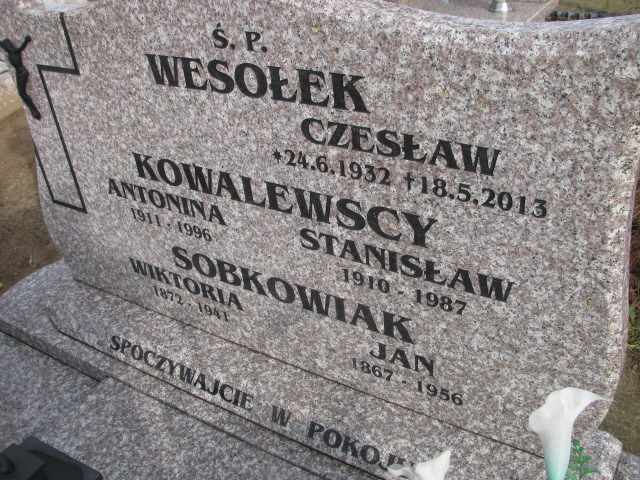 Ś. P.
WESOŁEK
CZESŁAW
*24.6.1932 †18.5.2013
KOWALEWSCY
ANTONINA
1911 - 1996
STANISŁAW
1910 - 1987
SOBKOWIAK
WIKTORIA
1872 - 1941
JAN
1867 - 1956
SPOCZYWAJCIE W POKOJU